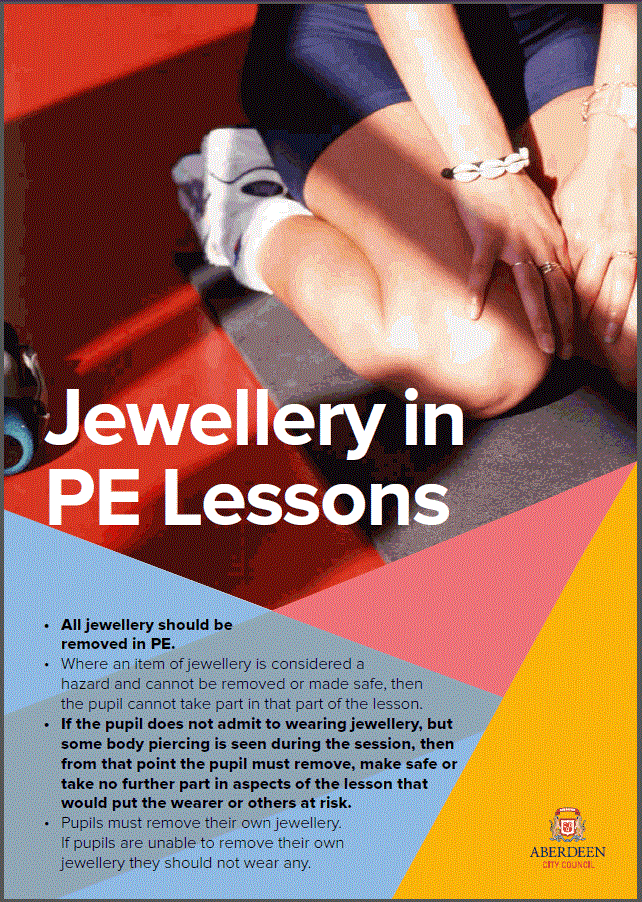 Jewellery in
PE Lessons
• All jewellery should be
removed in PE.
• Where an item of jewellery is considered a
hazard and cannot be removed or made safe, then
the pupil cannot take part in that part of the lesson.
• If the pupil does not admit to wearing jewellery, but
some body piercing is seen during the session, then
from that point the pupil must remove, make safe or
take no further part in aspects of the lesson that
would put the wearer or others at risk.
• Pupils must remove their own jewellery.
If pupils are unable to remove their own
jewellery they should not wear any.
ABERDEEN
CITY COUNCIL